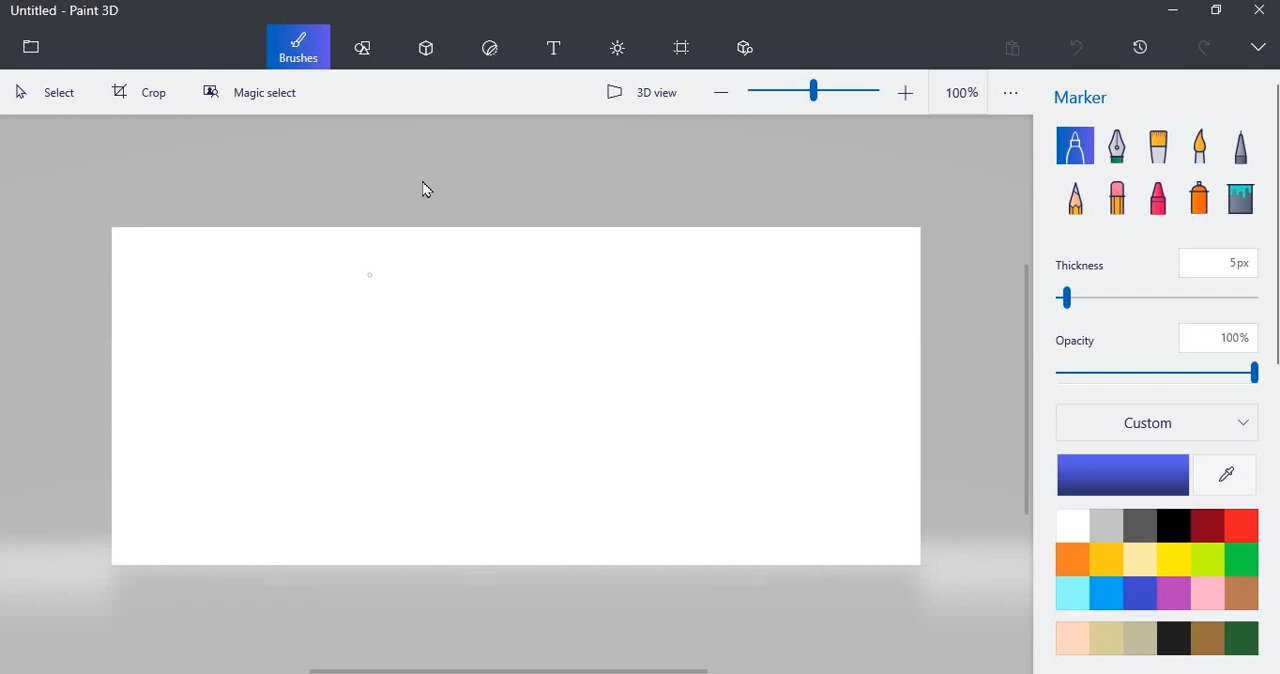 Untitled - Paint 3D
Brushes
Select
Crop
Magic select
3D view
100%
Marker
Thickness
5px
Opacity
100%
Custom